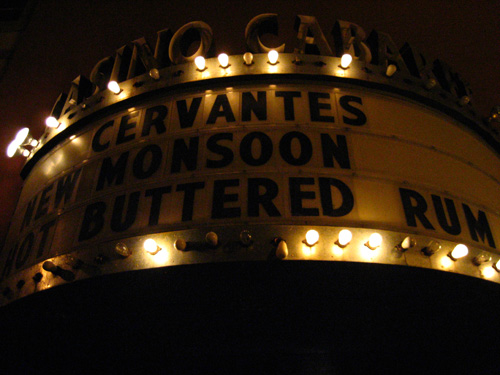 CASINO CABARET
CERVANTES
NEW MONSOON
HOT BUTTERED RUM